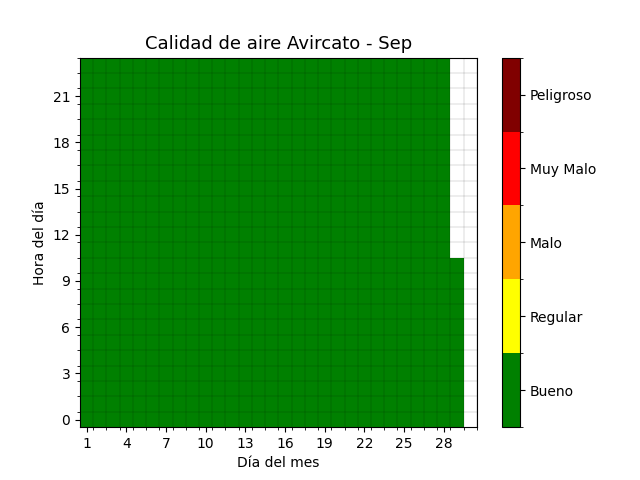 Calidad de aire Avircato - Sep
Hora del día
21
18
15
12
9
6
3
0
1 4 7 10 13 16 19 22 25 28
Día del mes
Peligroso
Muy Malo
Malo
Regular
Bueno